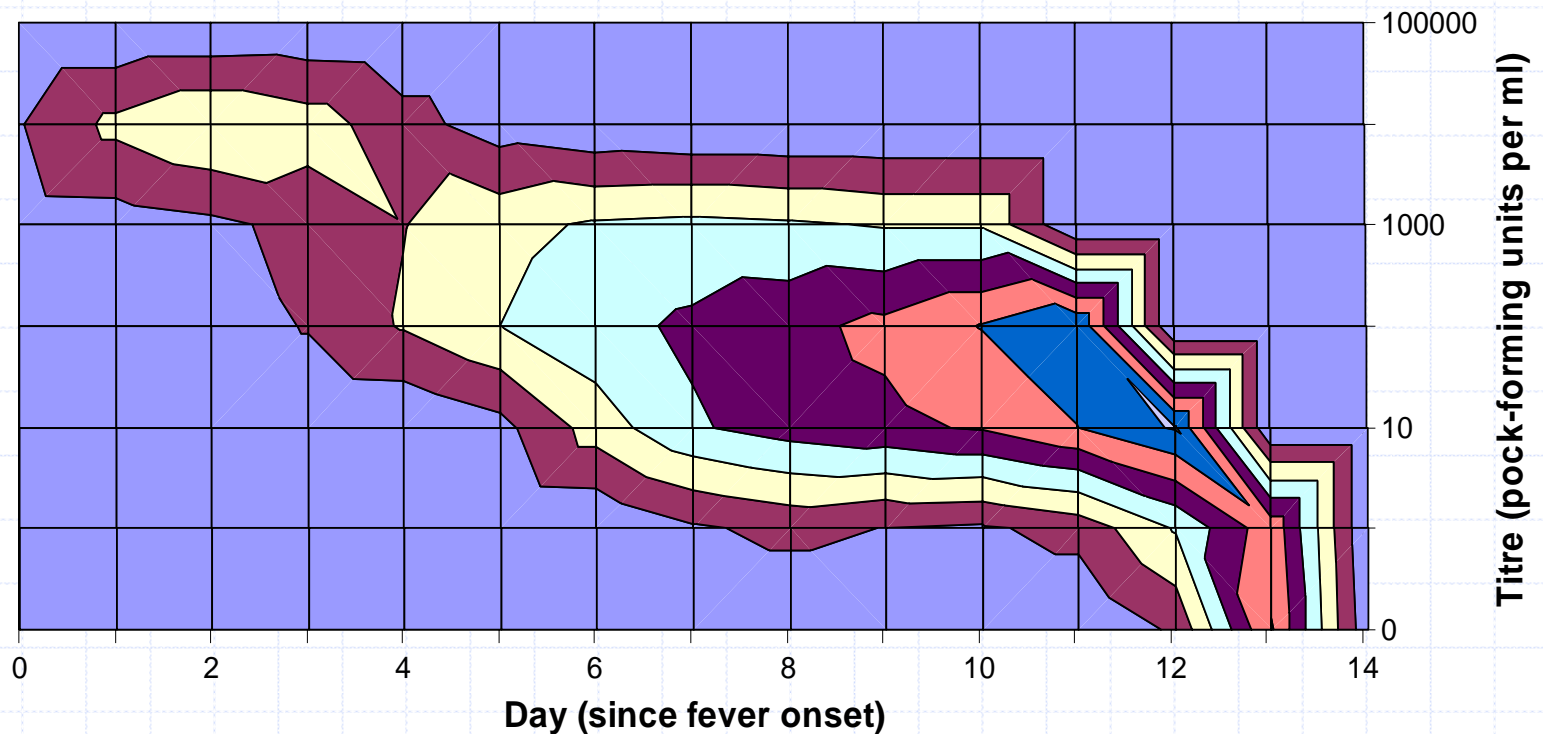 100000
1000
10
0
Titre (pock-forming units per ml)
0 2 4 6 8 10 12 14
Day (since fever onset)